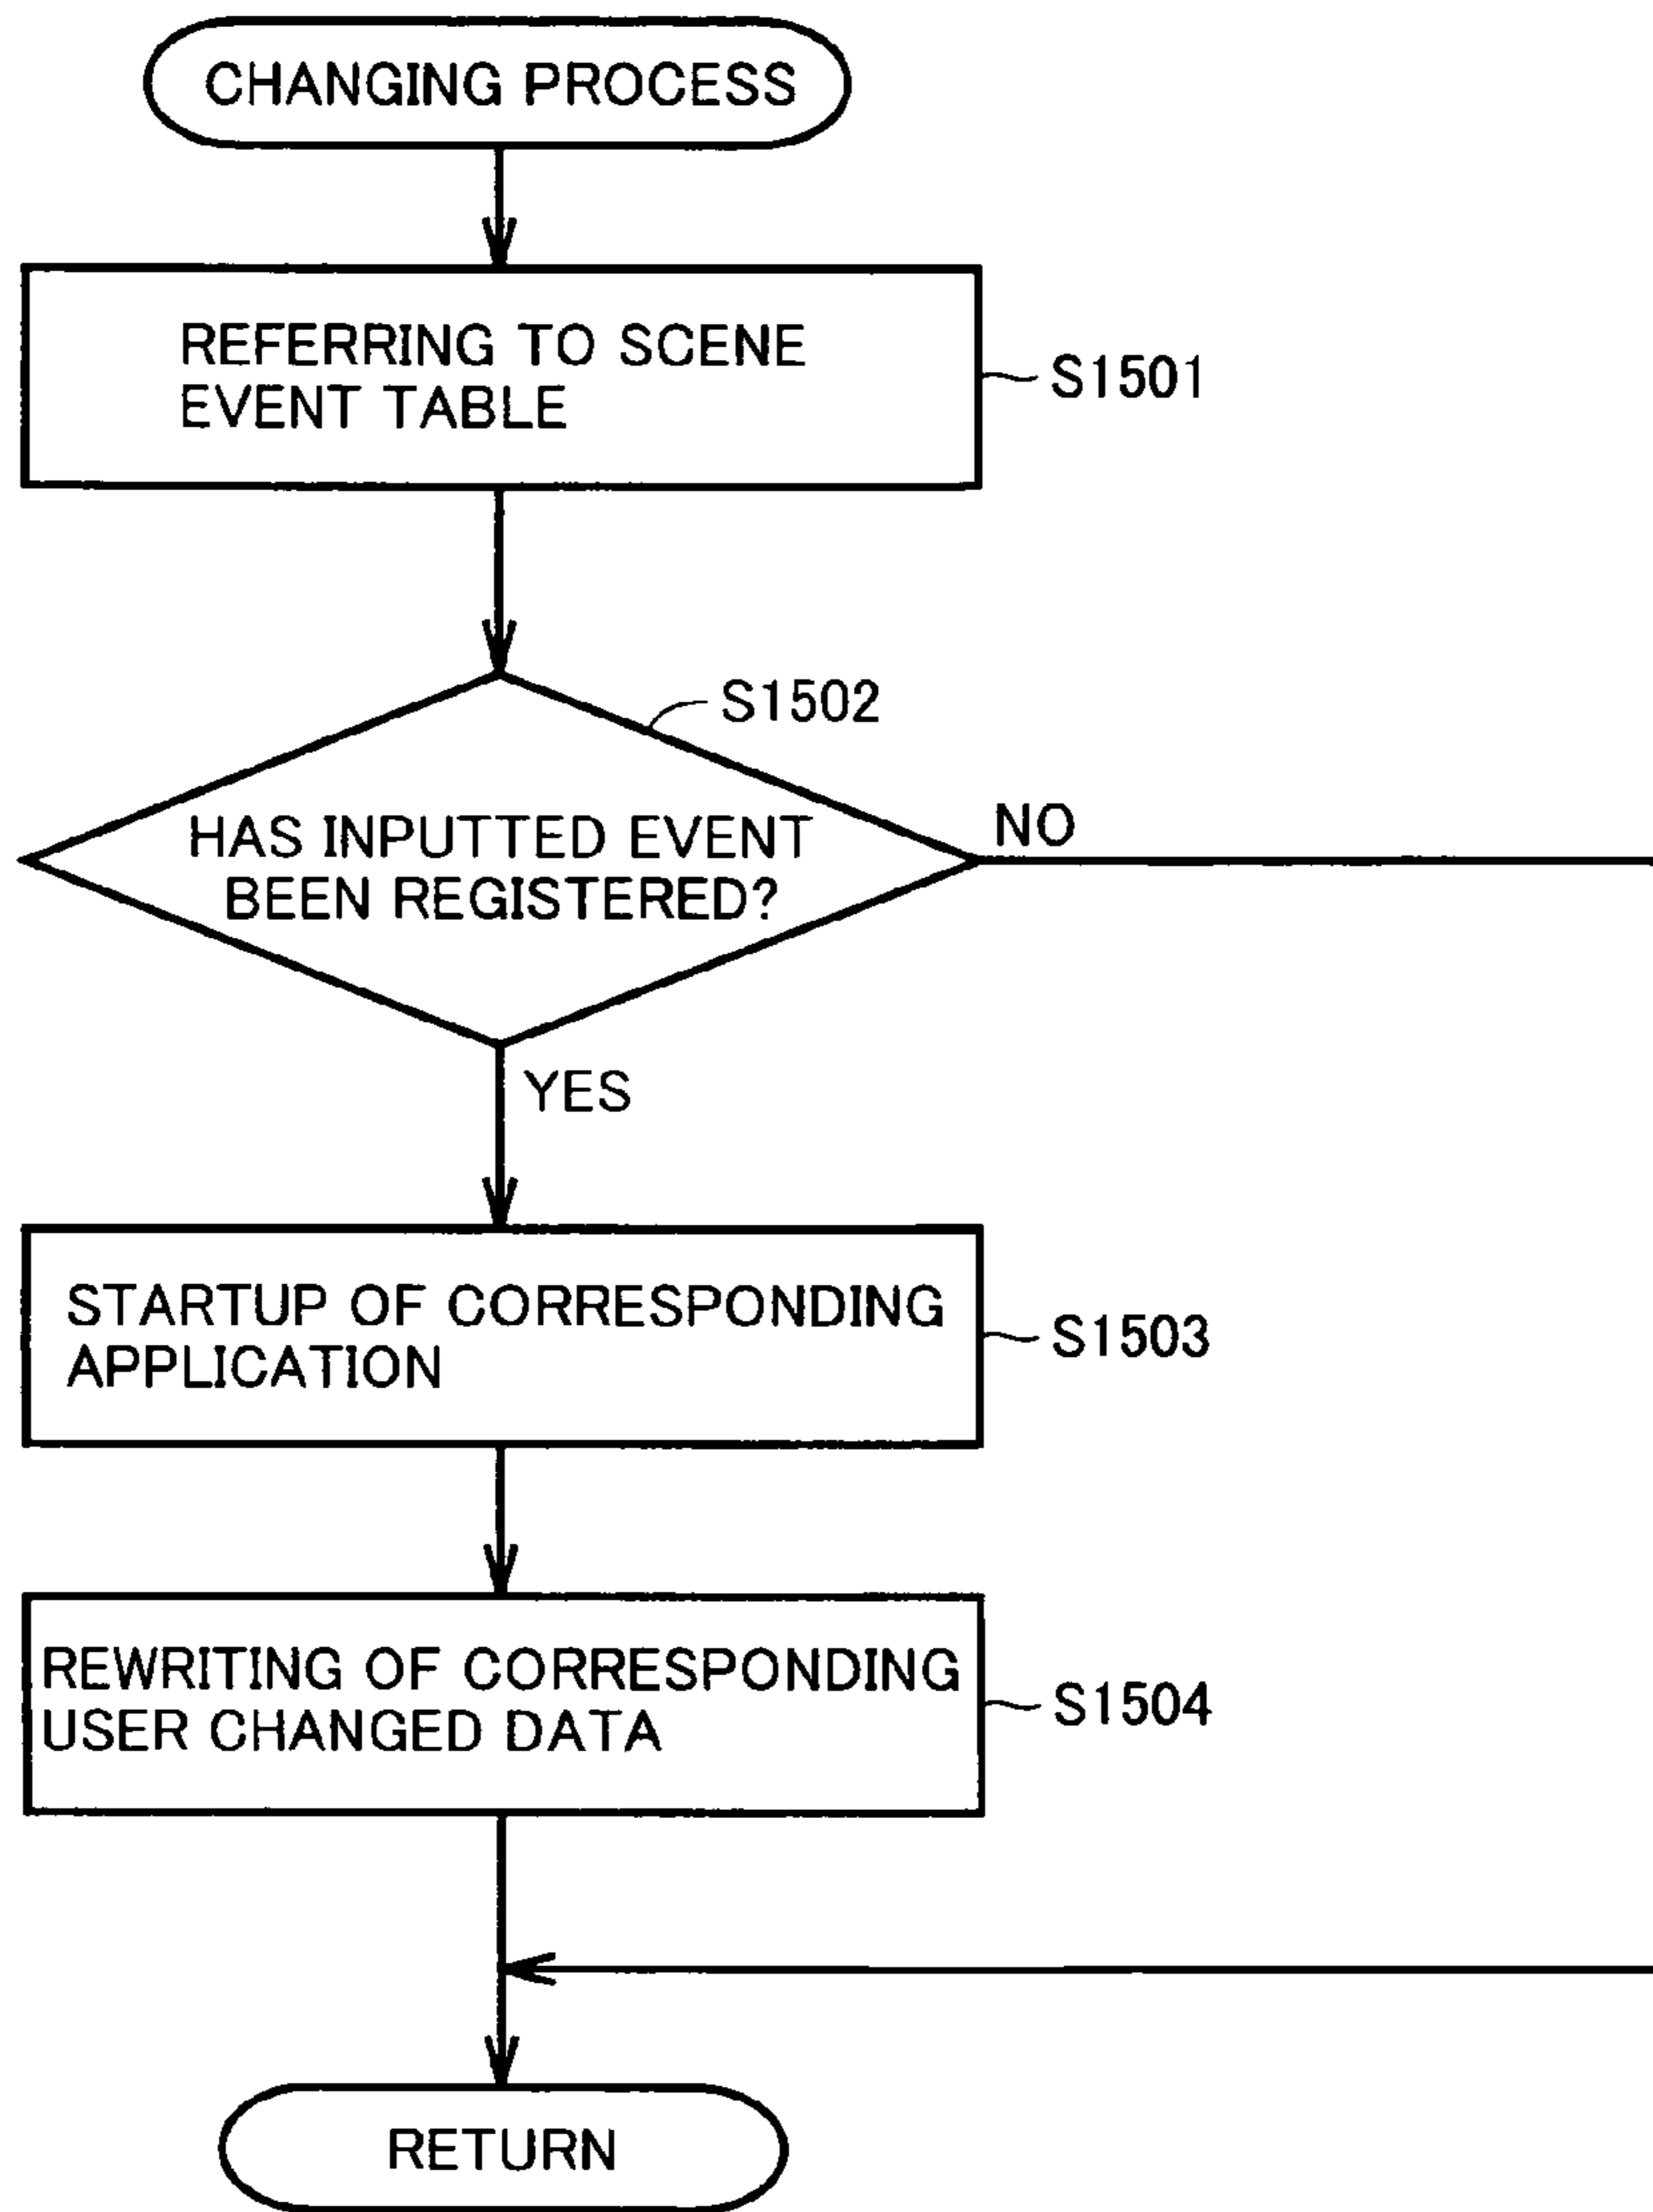 CHANGING PROCESS
REFERRING TO SCENE
EVENT TABLE
S1501
S1502
HAS INPUTTED EVENT
BEEN REGISTERED?
NO
YES
STARTUP OF CORRESPONDING
APPLICATION
S1503
REWRITING OF CORRESPONDING
USER CHANGED DATA
S1504
RETURN